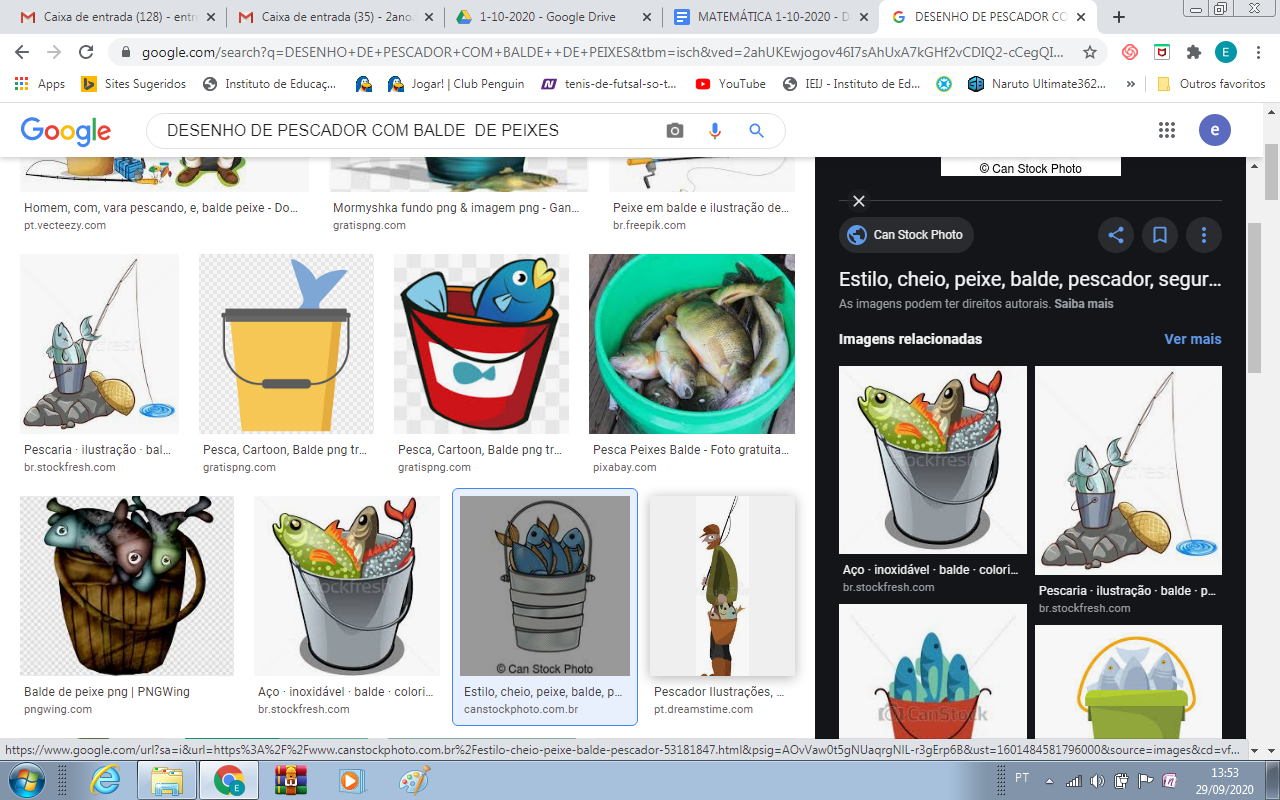 Caixa de entrada (128) - entr
Caixa de entrada (35) - 2ano.
1-10-2020 - Google Drive
MATEMÁTICA 1-10-2020 - D
DESENHO DE PESCADOR CO
google.com/search?q=DESENHO+DE+PESCADOR+COM+BALDE++DE+PEIXES&tbm=isch&ved=2ahUKEwjogov46I7sAhUxA7kGHf2vCDIQ2-cCegQI...
E
Apps
Sites Sugeridos
Instituto de Educaç...
Jogar! | Club Penguin
tenis-de-futsal-so-t...
YouTube
IEIJ - Instituto de Ed...
Naruto Ultimate362...
»
Outros favoritos
Google
DESENHO DE PESCADOR COM BALDE  DE PEIXES
e
Homem, com, vara pescando, e, balde peixe - Do...
pt.vecteezy.com
Mormyshka fundo png & imagem png - Gan...
gratispng.com
Peixe em balde e ilustração de...
br.freepik.com
Pescaria · ilustração · bal...
br.stockfresh.com
Pesca, Cartoon, Balde png tr...
gratispng.com
Pesca, Cartoon, Balde png tr...
gratispng.com
Pesca Peixes Balde - Foto gratuita...
pixabay.com
stockfresh
© Can Stock Photo
Balde de peixe png | PNGWing
pngwing.com
Aço · inoxidável · balde · colori...
br.stockfresh.com
Estilo, cheio, peixe, balde, p...
canstockphoto.com.br
Pescador Ilustrações, ...
pt.dreamstime.com
© Can Stock Photo
Can Stock Photo
Estilo, cheio, peixe, balde, pescador, segur...
As imagens podem ter direitos autorais. Saiba mais
Imagens relacionadas
Ver mais
stockfresh
Aço · inoxidável · balde · colori...
br.stockfresh.com
Pescaria · ilustração · balde · p...
br.stockfresh.com
CanStock
https://www.google.com/url?sa=i&url=https%3A%2F%2Fwww.canstockphoto.com.br%2Festilo-cheio-peixe-balde-pescador-53181847.html&psig=AOvVaw0t5gNUaqrgNIL-r3gErp6B&ust=1601484581796000&source=images&cd=vf...
E
PT
13:53
29/09/2020